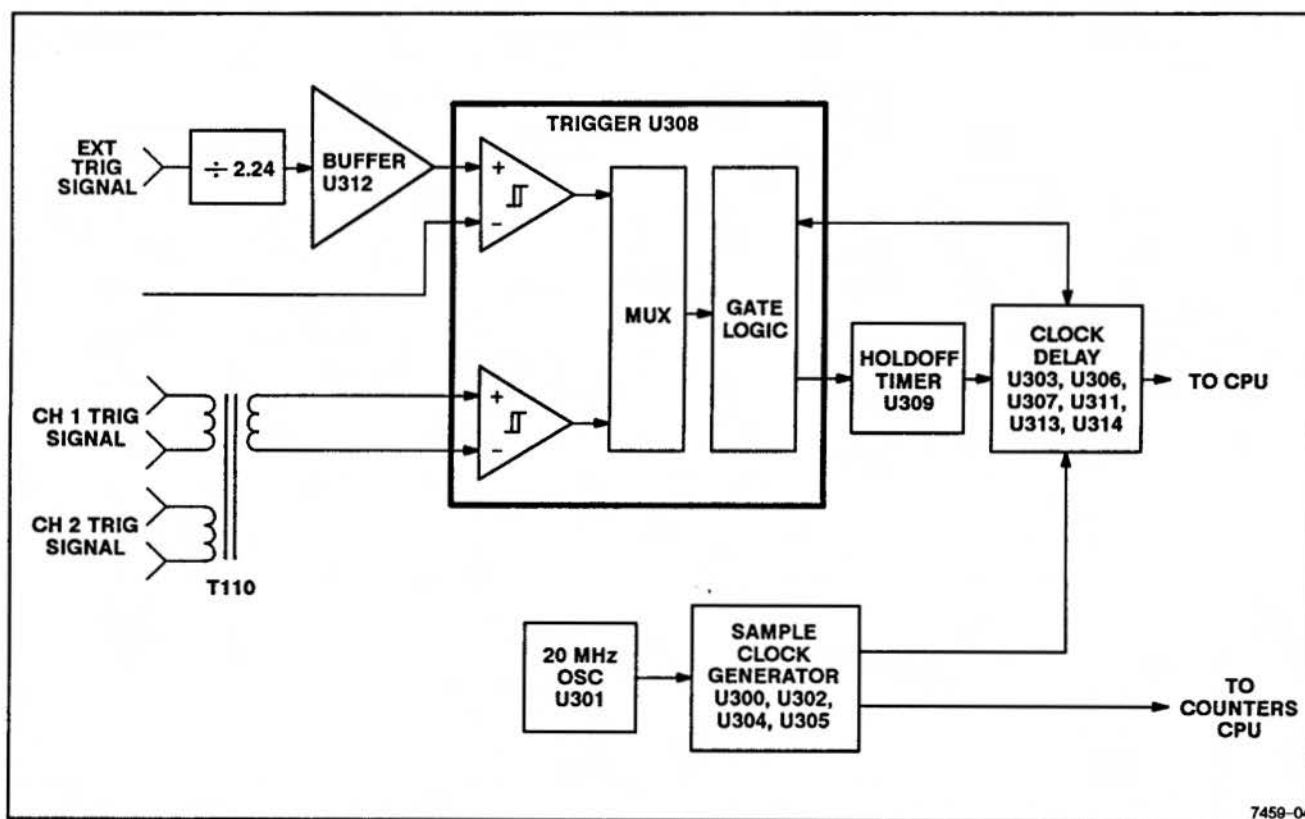 TRIGGER U308
EXT
TRIG
SIGNAL
÷ 2.24
BUFFER
U312
+
−
MUX
GATE
LOGIC
HOLDOFF
TIMER
U309
CLOCK
DELAY
U303, U306,
U307, U311,
U313, U314
TO CPU
CH 1 TRIG
SIGNAL
+
−
CH 2 TRIG
SIGNAL
T110
20 MHz
OSC
U301
SAMPLE
CLOCK
GENERATOR
U300, U302,
U304, U305
TO
COUNTERS
CPU